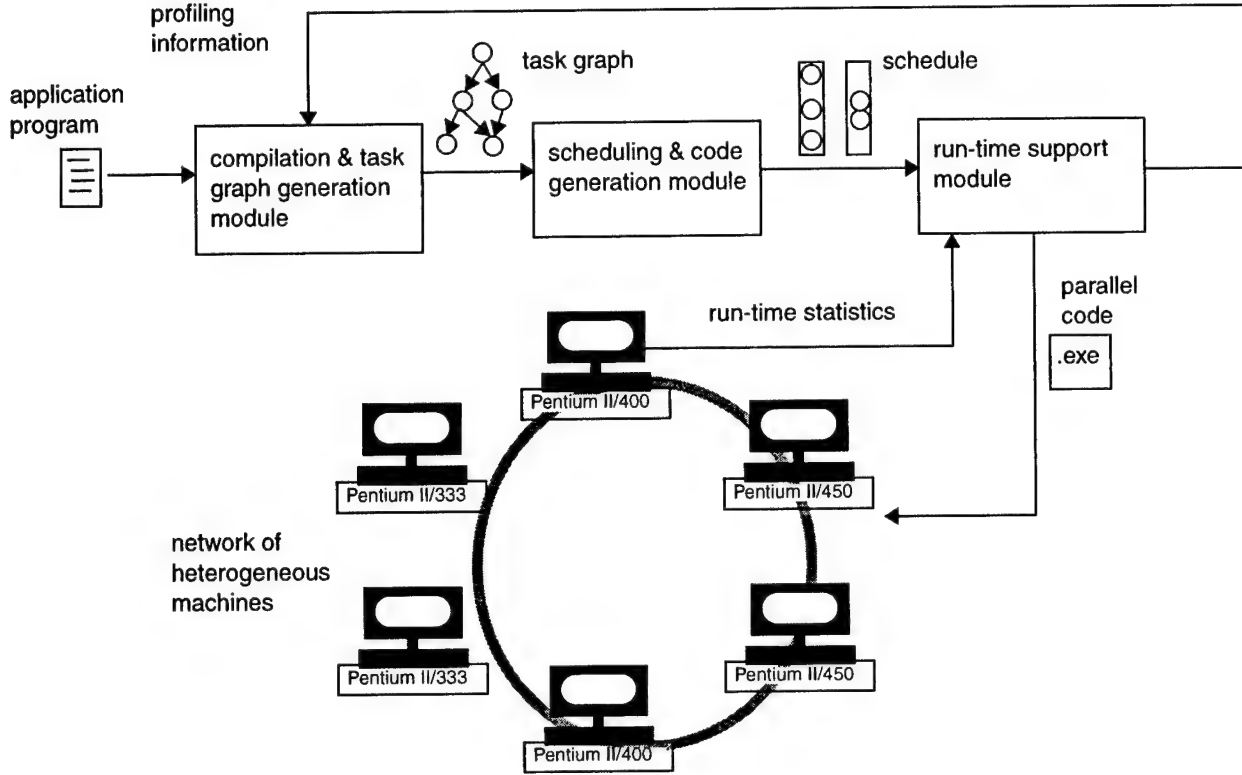 profiling
information
application
program
task graph
schedule
compilation & task
graph generation
module
scheduling & code
generation module
run-time support
module
run-time statistics
parallel
code
.exe
Pentium II/400
Pentium II/333
Pentium II/450
network of
heterogeneous
machines
Pentium II/333
Pentium II/450
Pentium II/400